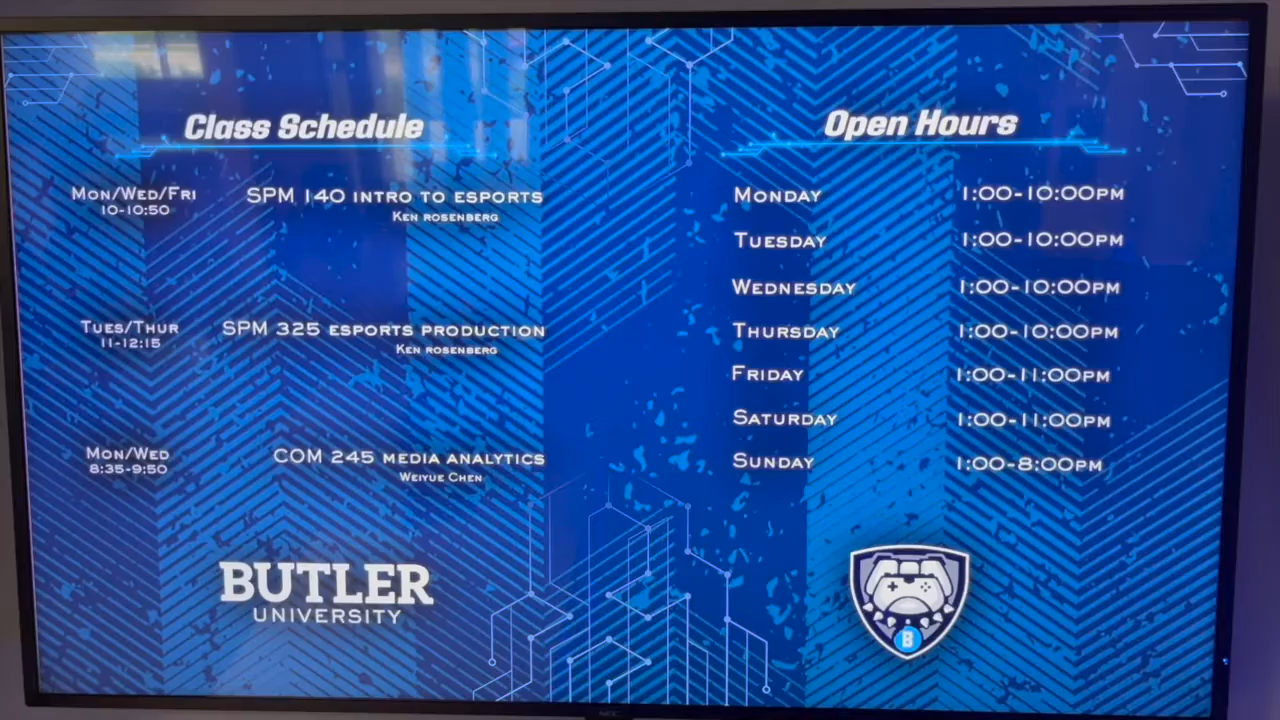 Class Schedule
Mon/Wed/Fri
10-10:50
SPM 140 intro to esports
Ken rosenberg
Tues/Thur
11-12:15
SPM 325 esports production
Ken rosenberg
Mon/Wed
8:35-9:50
COM 245 media analytics
Weiyue Chen
BUTLER
UNIVERSITY
Open Hours
Monday 1:00-10:00pm
Tuesday 1:00-10:00pm
Wednesday 1:00-10:00pm
Thursday 1:00-10:00pm
Friday 1:00-11:00pm
Saturday 1:00-11:00pm
Sunday 1:00-8:00pm
B
NEC